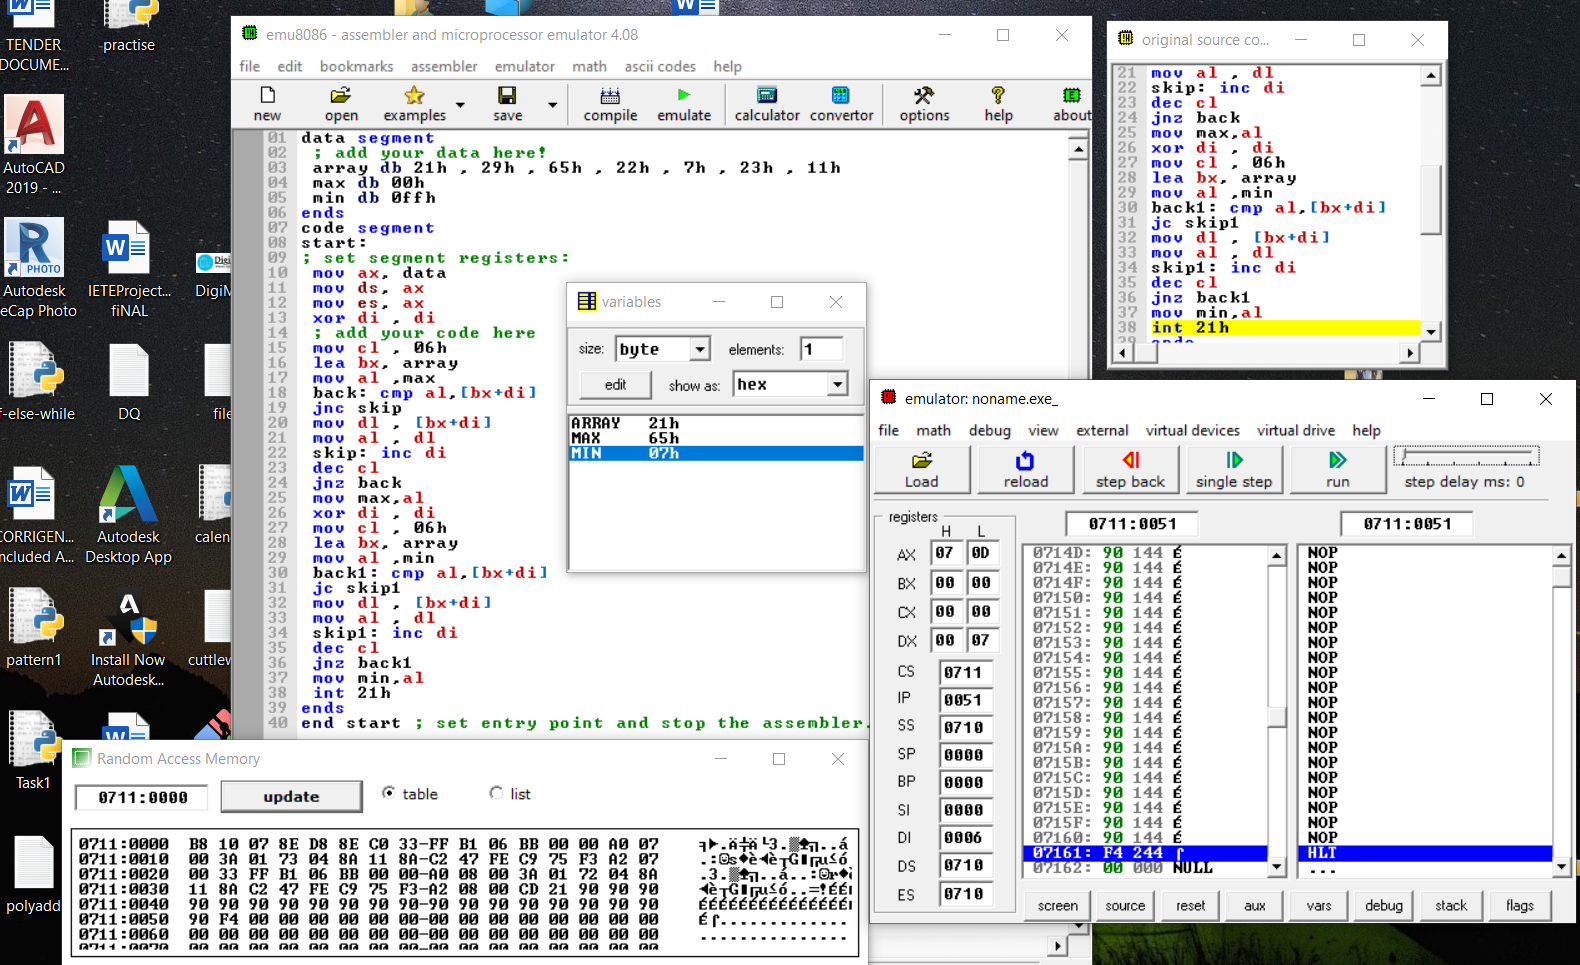 TENDER
DOCUME...
practise
AutoCAD
2019 - ...
Autodesk
eCap Photo
PHOTO
IETEProject...
fiNAL
DigiM
f-else-while
DQ
file
CORRIGEN...
ncluded A...
Autodesk
Desktop App
calen
pattern1
Install Now
Autodesk...
cuttlew
Task1
polyadd
emu8086 - assembler and microprocessor emulator 4.08
file edit bookmarks assembler emulator math ascii codes help
new open examples save compile emulate calculator convertor options help about
01 data segment
02 ; add your data here!
03 array db 21h , 29h , 65h , 22h , 7h , 23h , 11h
04 max db 00h
05 min db 0ffh
06 ends
07 code segment
08 start:
09 ; set segment registers:
10 mov ax, data
11 mov ds, ax
12 mov es, ax
13 xor di , di
14 ; add your code here
15 mov cl , 06h
16 lea bx, array
17 mov al ,max
18 back: cmp al,[bx+di]
19 jnc skip
20 mov dl , [bx+di]
21 mov al , dl
22 skip: inc di
23 dec cl
24 jnz back
25 mov max,al
26 xor di , di
27 mov cl , 06h
28 lea bx, array
29 mov al ,min
30 back1: cmp al,[bx+di]
31 jc skip1
32 mov dl , [bx+di]
33 mov al , dl
34 skip1: inc di
35 dec cl
36 jnz back1
37 mov min,al
38 int 21h
39 ends
40 end start ; set entry point and stop the assembler.
variables
size: byte elements: 1
edit show as: hex
ARRAY 21h
MAX 65h
MIN 07h
original source co...
21 mov al , dl
22 skip: inc di
23 dec cl
24 jnz back
25 mov max,al
26 xor di , di
27 mov cl , 06h
28 lea bx, array
29 mov al ,min
30 back1: cmp al,[bx+di]
31 jc skip1
32 mov dl , [bx+di]
33 mov al , dl
34 skip1: inc di
35 dec cl
36 jnz back1
37 mov min,al
38 int 21h
emulator: noname.exe_
file math debug view external virtual devices virtual drive help
Load reload step back single step run step delay ms: 0
registers
H L
AX 07 0D
BX 00 00
CX 00 00
DX 00 07
CS 0711
IP 0051
SS 0710
SP 0000
BP 0000
SI 0000
DI 0006
DS 0710
ES 0710
0711:0051 0711:0051
0714D: 90 144 É NOP
0714E: 90 144 É NOP
0714F: 90 144 É NOP
07150: 90 144 É NOP
07151: 90 144 É NOP
07152: 90 144 É NOP
07153: 90 144 É NOP
07154: 90 144 É NOP
07155: 90 144 É NOP
07156: 90 144 É NOP
07157: 90 144 É NOP
07158: 90 144 É NOP
07159: 90 144 É NOP
0715A: 90 144 É NOP
0715B: 90 144 É NOP
0715C: 90 144 É NOP
0715D: 90 144 É NOP
0715E: 90 144 É NOP
0715F: 90 144 É NOP
07160: 90 144 É NOP
07161: F4 244 ⌠ HLT
07162: 00 000 NULL ...
screen source reset aux vars debug stack flags
Random Access Memory
0711:0000 update table list
0711:0000 B8 10 07 8E D8 8E C0 33-FF B1 06 BB 00 00 A0 07
0711:0010 00 3A 01 73 04 8A 11 8A-C2 47 FE C9 75 F3 A2 07
0711:0020 00 33 FF B1 06 BB 00 00-A0 08 00 3A 01 72 04 8A
0711:0030 11 8A C2 47 FE C9 75 F3-A2 08 00 CD 21 90 90 90
0711:0040 90 90 90 90 90 90 90 90-90 90 90 90 90 90 90 90
0711:0050 90 F4 00 00 00 00 00 00-00 00 00 00 00 00 00 00
0711:0060 00 00 00 00 00 00 00 00-00 00 00 00 00 00 00 00